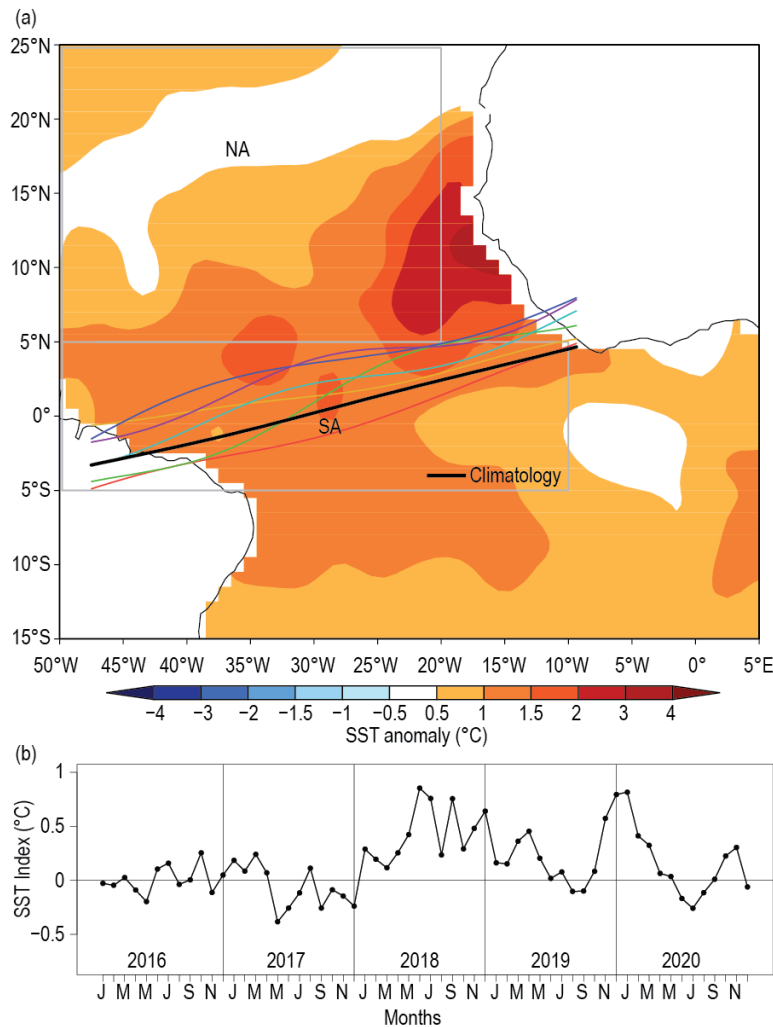 (a)
25°N
20°N
15°N
10°N
5°N
0°
5°S
10°S
15°S
NA
SA
Climatology
50°W 45°W 40°W 35°W 30°W 25°W 20°W 15°W 10°W 5°W 0° 5°E
−4 −3 −2 −1.5 −1 −0.5 0.5 1 1.5 2 3 4
SST anomaly (°C)
(b)
SST Index (°C)
1
0.5
0
−0.5
2016 2017 2018 2019 2020
J M M J S N J M M J S N J M M J S N J M M J S N J M M J S N
Months